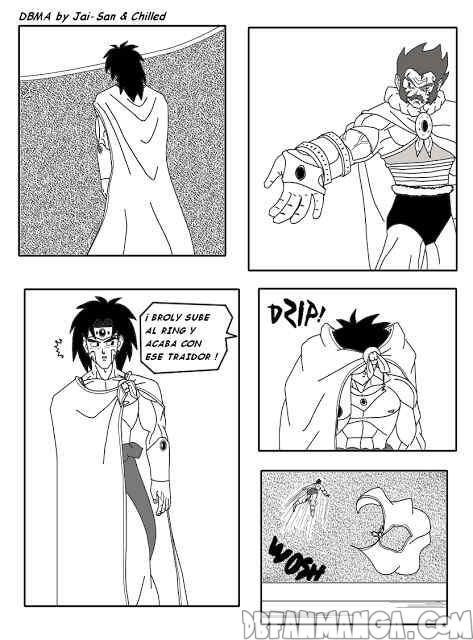 DBMA by Jai-San & Chilled
¡ BROLY SUBE
AL RING Y
ACABA CON
ESE TRAIDOR !
DZIP!
WOSH
DBFANMANGA.COM